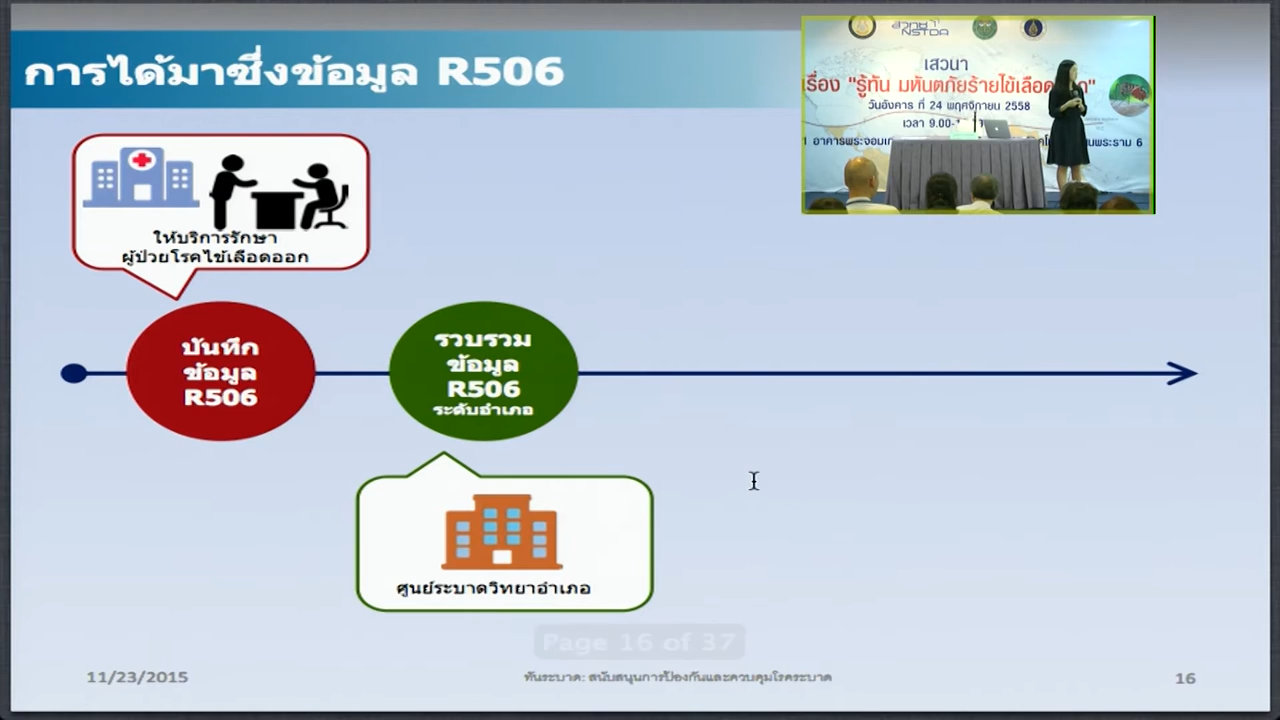 การได้มาซึ่งข้อมูล R506
สวทช
NSTDA
เสวนา
เรื่อง "รู้ทัน มหันตภัยร้ายไข้เลือด
วันอังคาร ที่ 24 พฤศจิกายน 2558
เวลา 9.00-
อาคารพระจอมเก
พระราม 6
ให้บริการรักษา
ผู้ป่วยโรคไข้เลือดออก
บันทึก
ข้อมูล
R506
รวบรวม
ข้อมูล
R506
ระดับอำเภอ
ศูนย์ระบาดวิทยาอำเภอ
Page 16 of 37
11/23/2015
ทันระบาด: สนับสนุนการป้องกันและควบคุมโรคระบาด
16